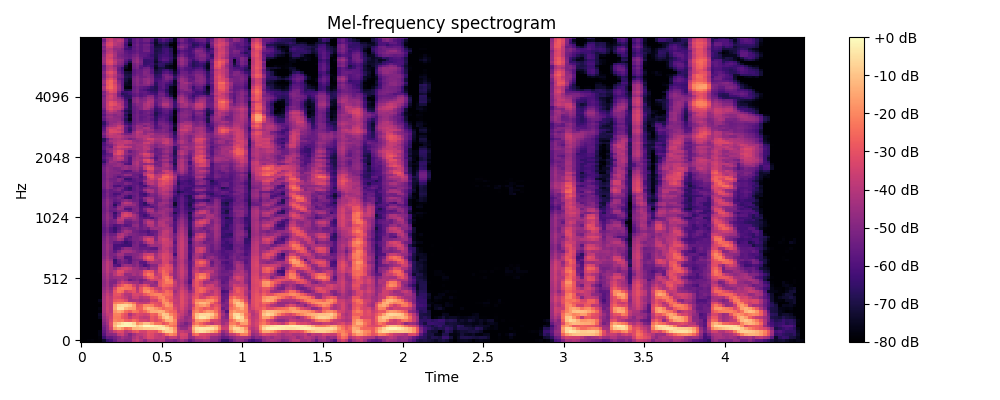 Mel-frequency spectrogram
+0 dB
4096
-10 dB
-20 dB
2048
-30 dB
Hz
1024
-40 dB
-50 dB
512
-60 dB
-70 dB
0
-80 dB
0 0.5 1 1.5 2 2.5 3 3.5 4
Time